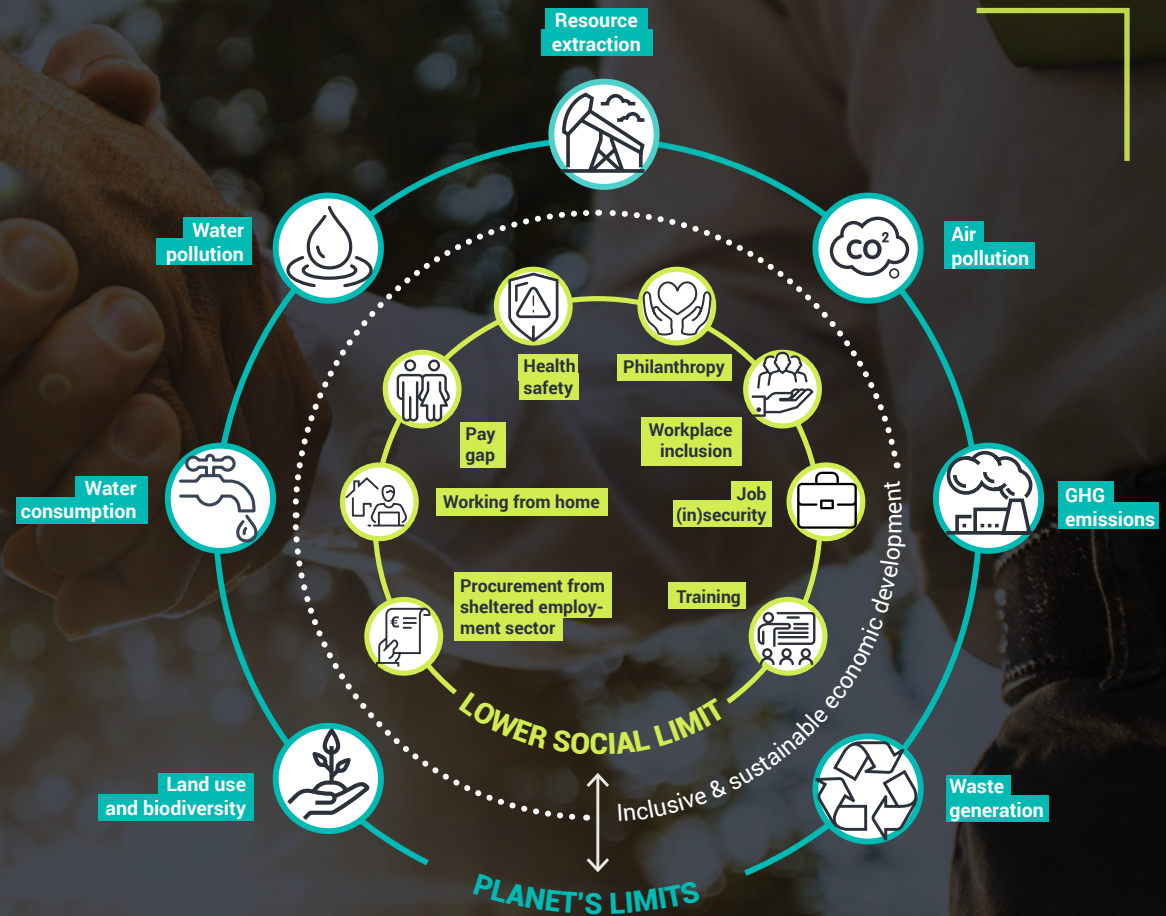 Resource
extraction
Water
pollution
Air
pollution
CO²
Health
safety
Philanthropy
Pay
gap
Workplace
inclusion
Water
consumption
Working from home
Job
(in)security
GHG
emissions
Procurement from
sheltered employ-
ment sector
€
Training
LOWER SOCIAL LIMIT
Inclusive & sustainable economic development
Land use
and biodiversity
Waste
generation
PLANET'S LIMITS